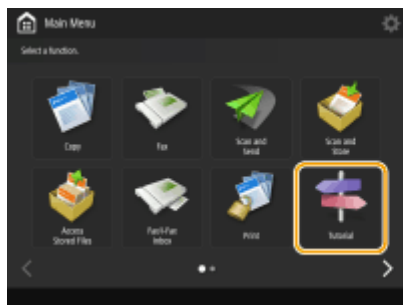 Main Menu
Select a function.
Copy
Fax
Scan and
Send
Scan and
Store
Access
Stored Files
Fax/I-Fax
Inbox
Print
Tutorial